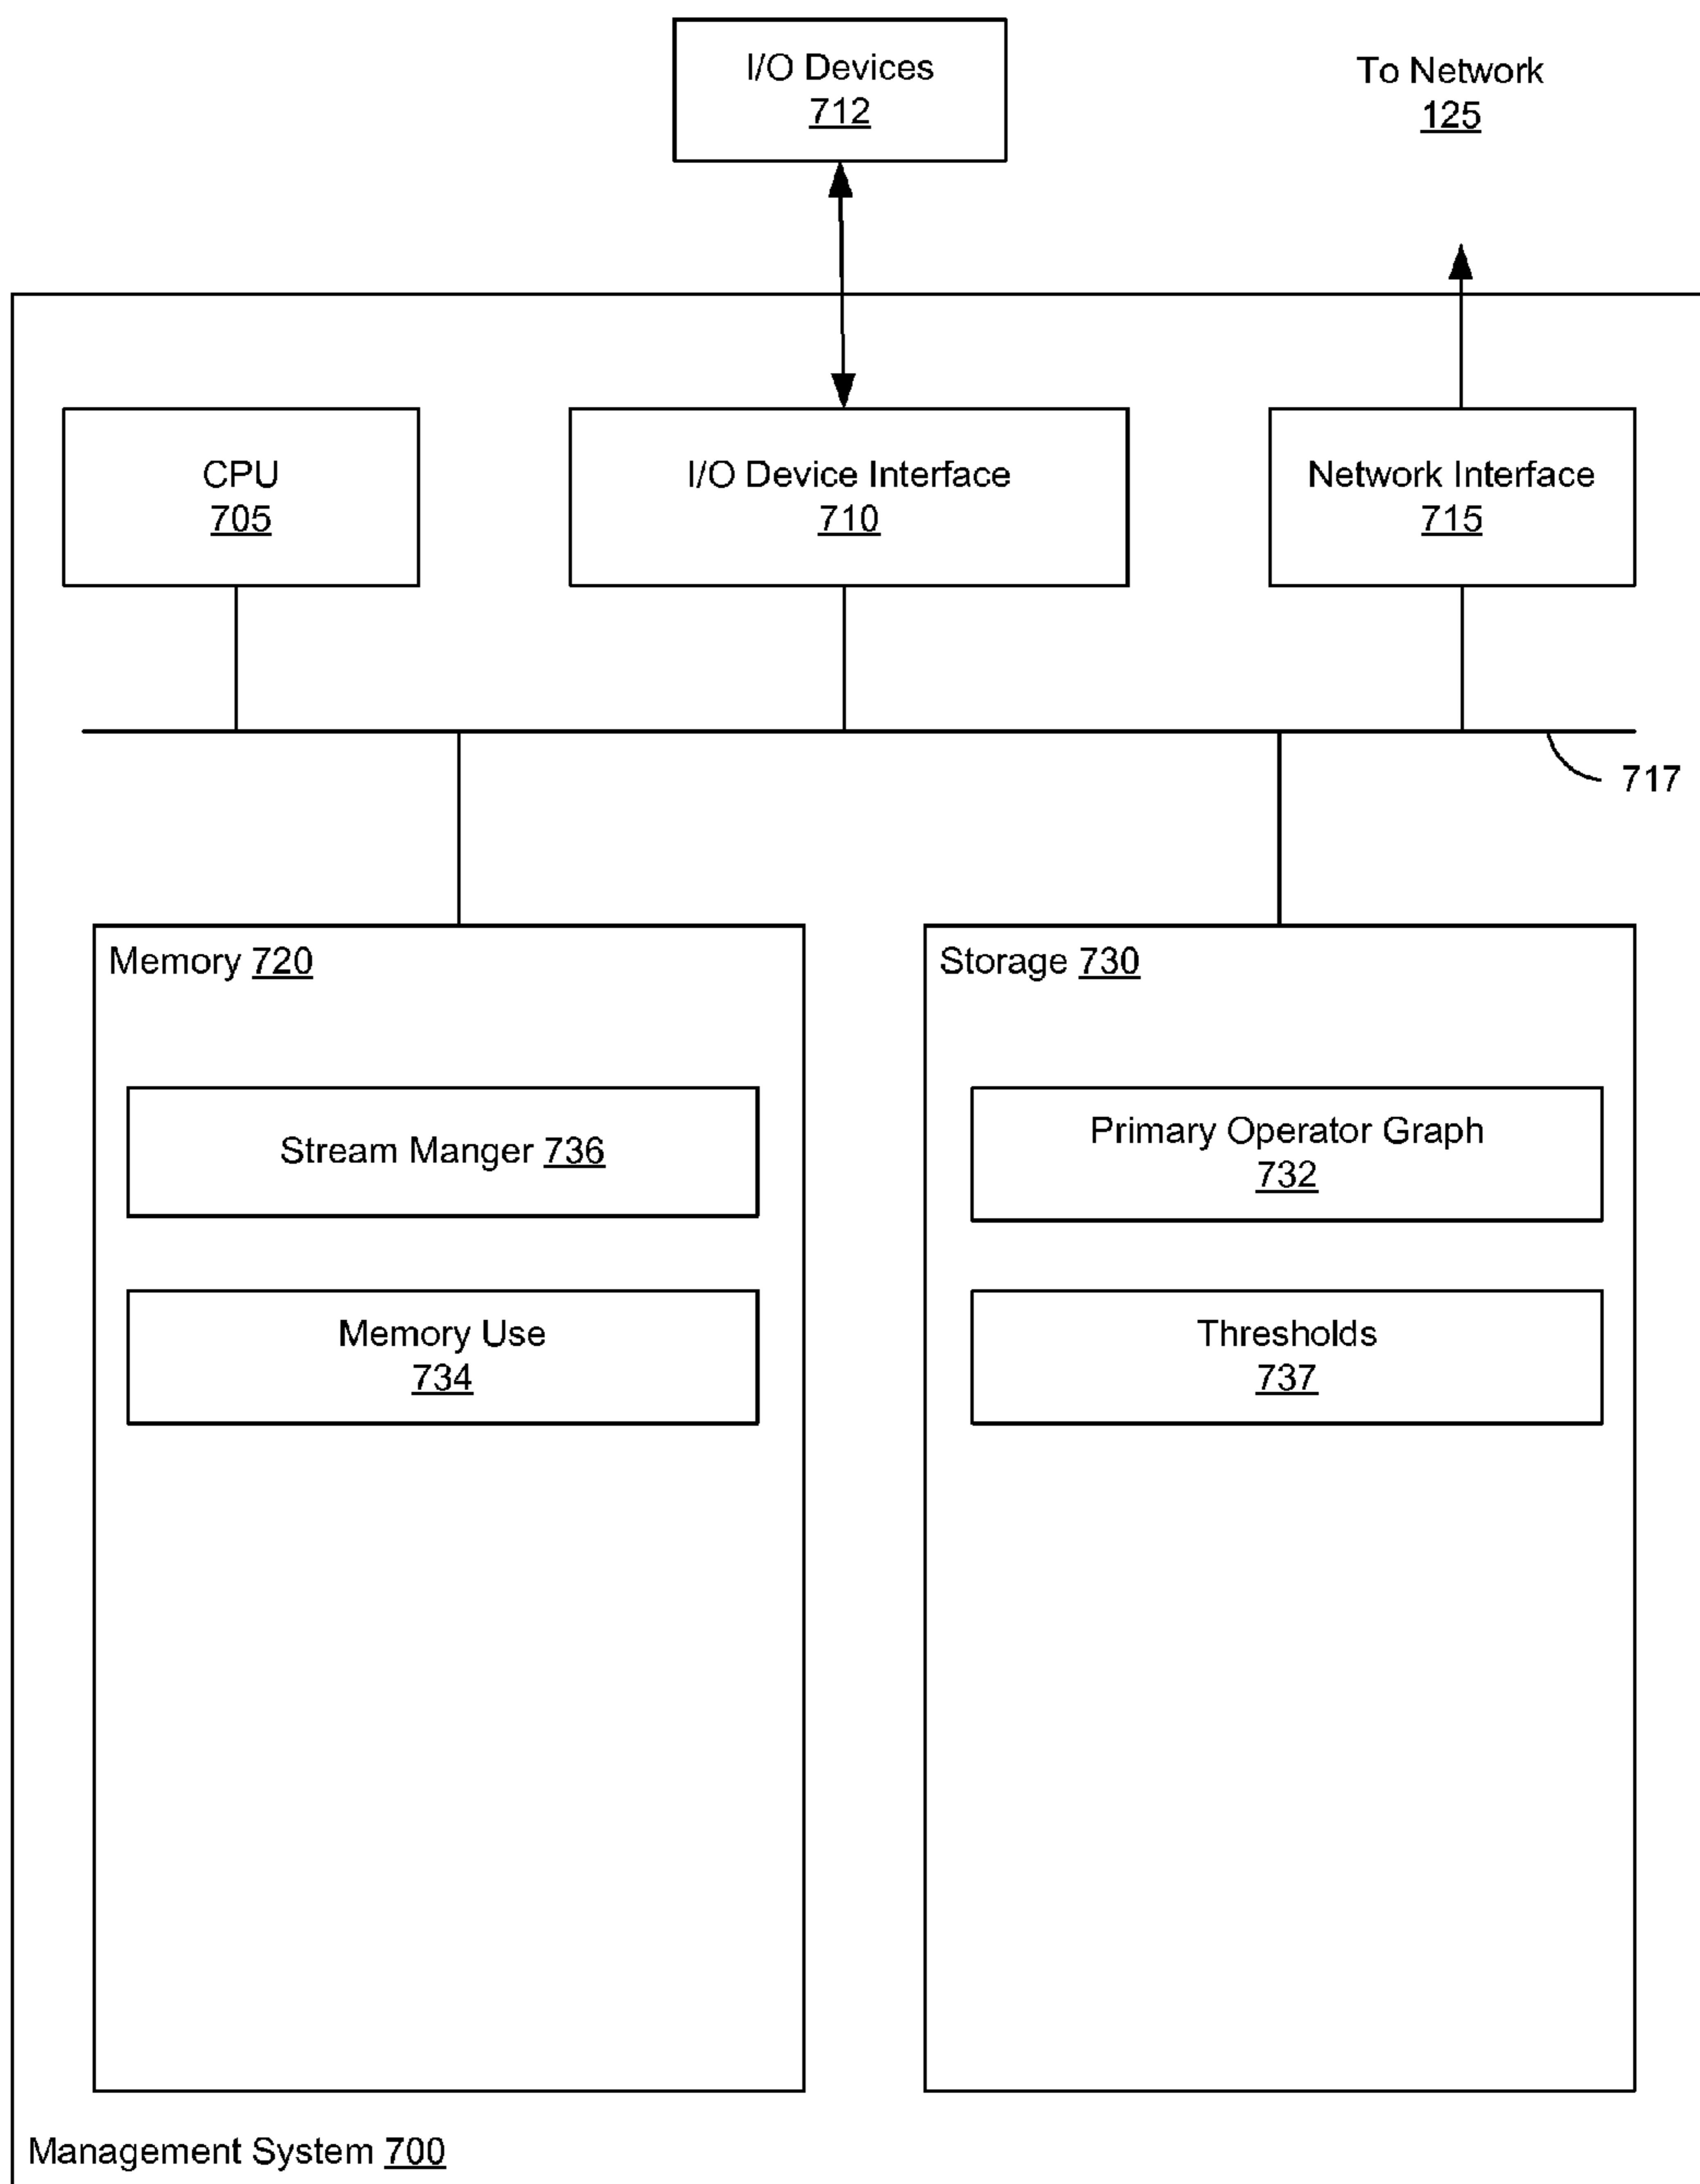 I/O Devices
712
To Network
125
CPU
705
I/O Device Interface
710
Network Interface
715
717
Memory 720
Stream Manger 736
Memory Use
734
Storage 730
Primary Operator Graph
732
Thresholds
737
Management System 700